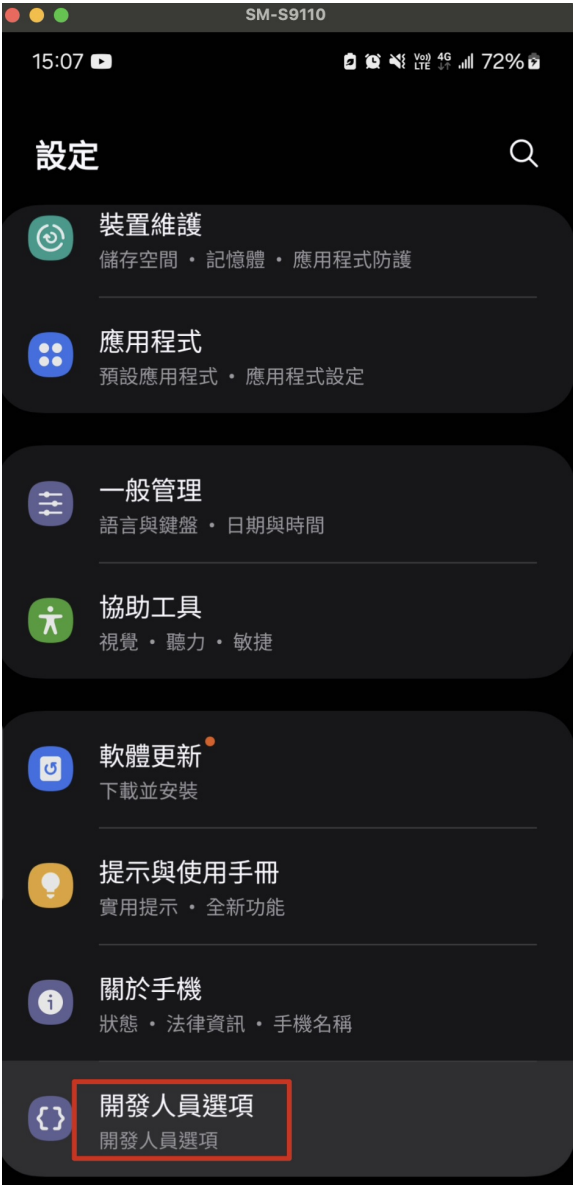 SM-S9110
15:07 72%
Vo)) LTE 4G
設定
裝置維護
儲存空間 • 記憶體 • 應用程式防護
應用程式
預設應用程式 • 應用程式設定
一般管理
語言與鍵盤 • 日期與時間
協助工具
視覺 • 聽力 • 敏捷
軟體更新
下載並安裝
提示與使用手冊
實用提示 • 全新功能
關於手機
狀態 • 法律資訊 • 手機名稱
開發人員選項
開發人員選項